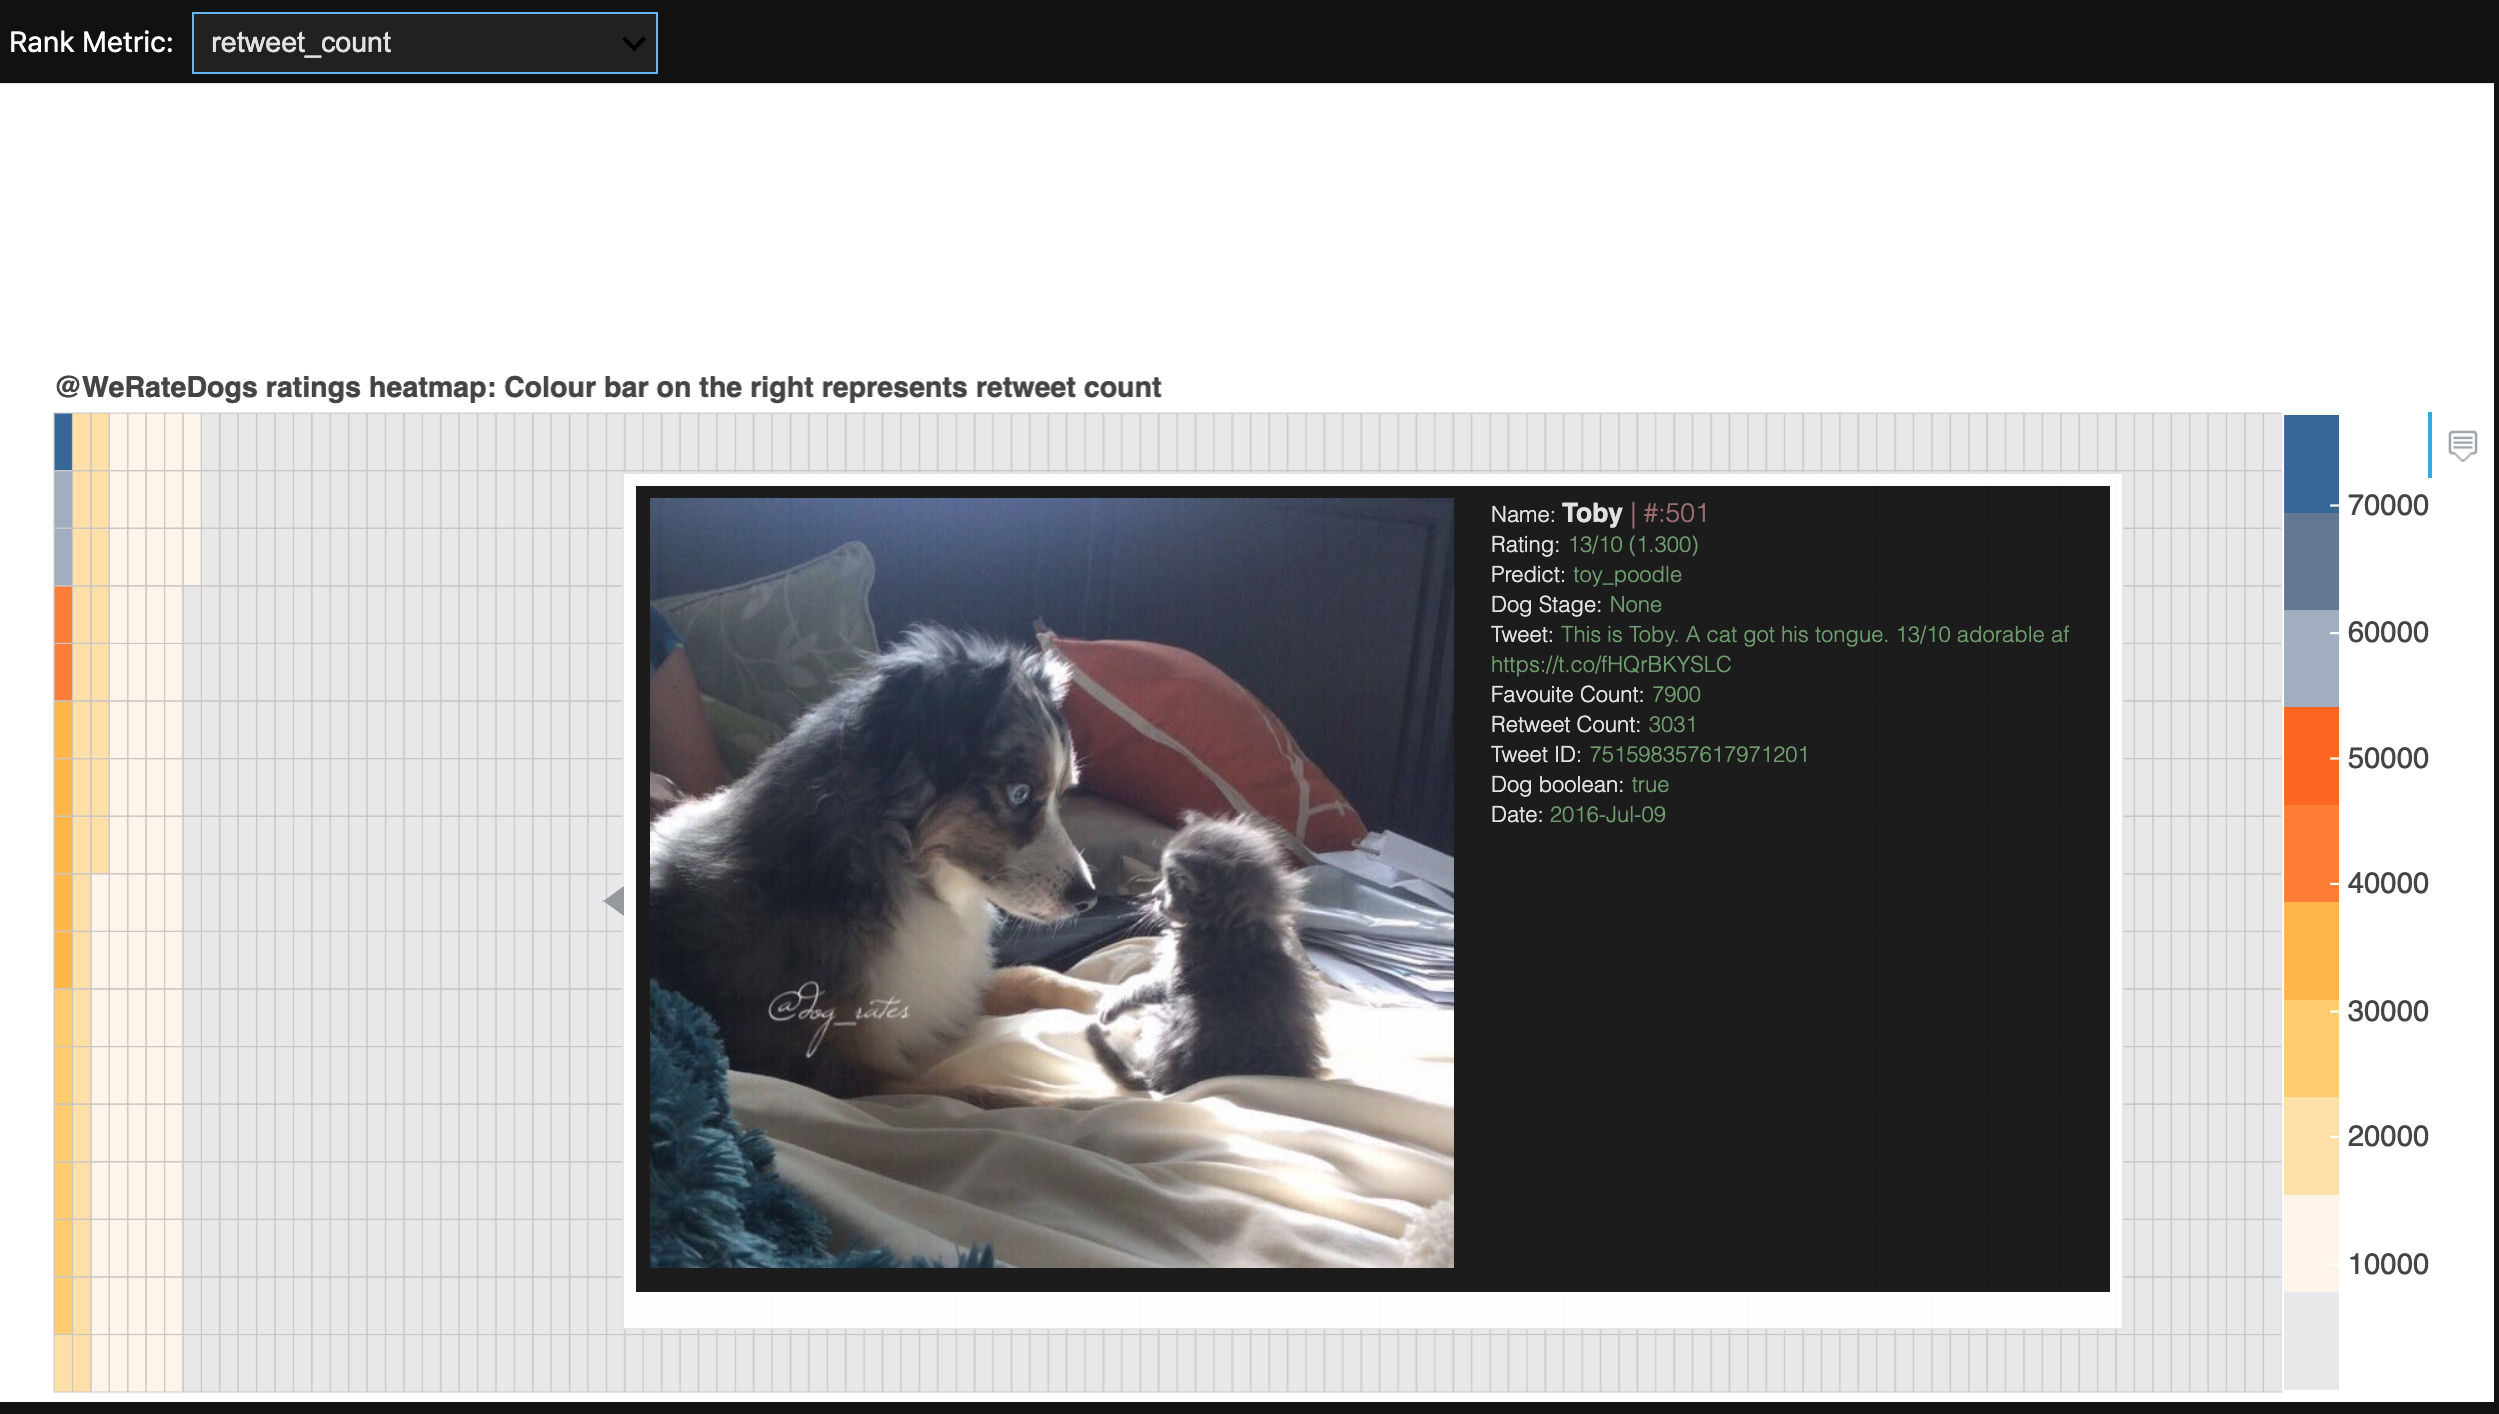 Rank Metric: retweet_count
@WeRateDogs ratings heatmap: Colour bar on the right represents retweet count
Name: Toby | #:501
Rating: 13/10 (1.300)
Predict: toy_poodle
Dog Stage: None
Tweet: This is Toby. A cat got his tongue. 13/10 adorable af
https://t.co/fHQrBKYSLC
Favouite Count: 7900
Retweet Count: 3031
Tweet ID: 751598357617971201
Dog boolean: true
Date: 2016-Jul-09
@dog_rates
70000
60000
50000
40000
30000
20000
10000